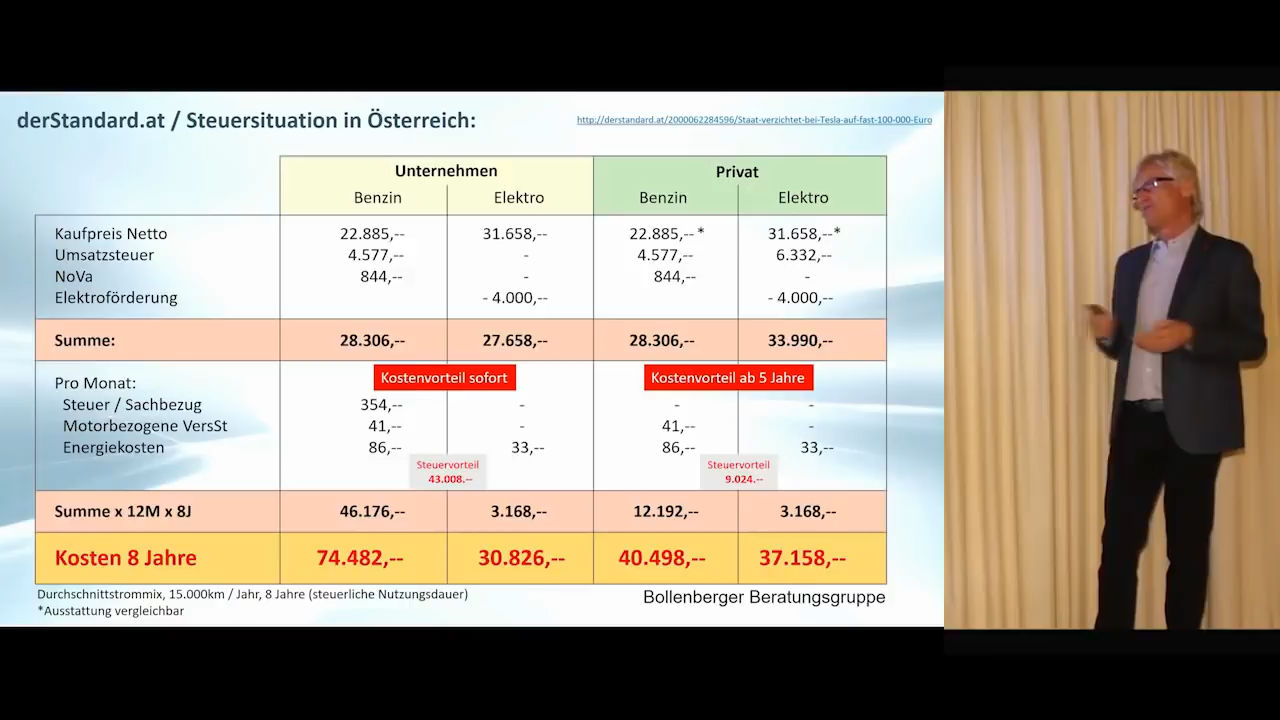 derStandard.at / Steuersituation in Österreich:
http://derstandard.at/2000062284596/Staat-verzichtet-bei-Tesla-auf-fast-100-000-Euro
Unternehmen Privat
Benzin Elektro Benzin Elektro
Kaufpreis Netto 22.885,-- 31.658,-- 22.885,-- * 31.658,--*
Umsatzsteuer 4.577,-- - 4.577,-- 6.332,--
NoVa 844,-- - 844,-- -
Elektroförderung - 4.000,-- - 4.000,--
Summe: 28.306,-- 27.658,-- 28.306,-- 33.990,--
Pro Monat: Kostenvorteil sofort Kostenvorteil ab 5 Jahre
Steuer / Sachbezug 354,-- - - -
Motorbezogene VersSt 41,-- - 41,-- -
Energiekosten 86,-- 33,-- 86,-- 33,--
Steuervorteil Steuervorteil
43.008.-- 9.024.--
Summe x 12M x 8J 46.176,-- 3.168,-- 12.192,-- 3.168,--
Kosten 8 Jahre 74.482,-- 30.826,-- 40.498,-- 37.158,--
Durchschnittstrommix, 15.000km / Jahr, 8 Jahre (steuerliche Nutzungsdauer)
*Ausstattung vergleichbar
Bollenberger Beratungsgruppe